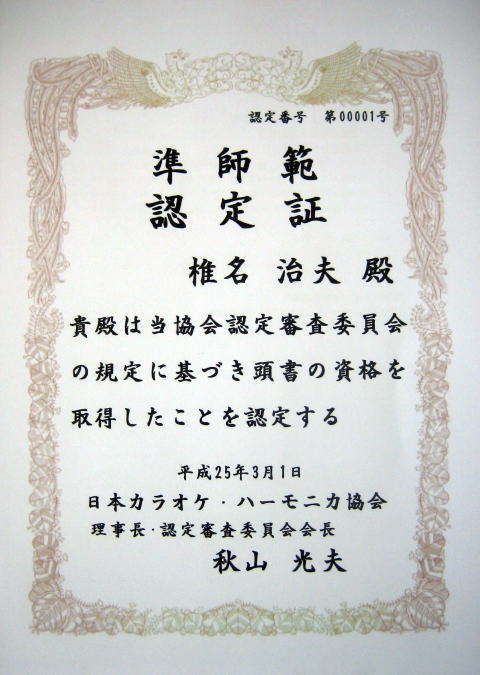 認定番号　第00001号
準師範
認定証
椎名　治夫　殿
貴殿は当協会認定審査委員会
の規定に基づき頭書の資格を
取得したことを認定する
平成25年3月1日
日本カラオケ・ハーモニカ協会
理事長・認定審査委員会会長
秋山　光夫